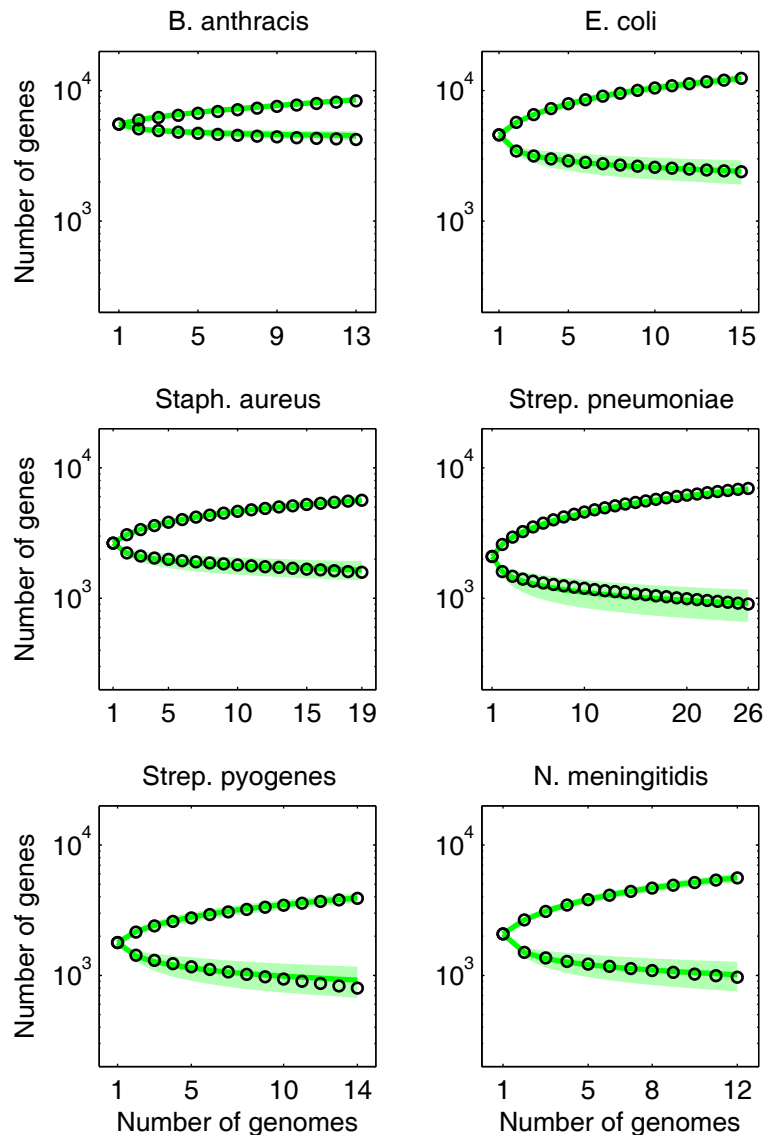 B. anthracis
E. coli
Number of genes
10^4
10^3
1 5 9 13
10^4
10^3
1 5 10 15
Staph. aureus
Strep. pneumoniae
Number of genes
10^4
10^3
1 5 10 15 19
10^4
10^3
1 10 20 26
Strep. pyogenes
N. meningitidis
Number of genes
10^4
10^3
1 5 10 14
Number of genomes
10^4
10^3
1 5 8 12
Number of genomes